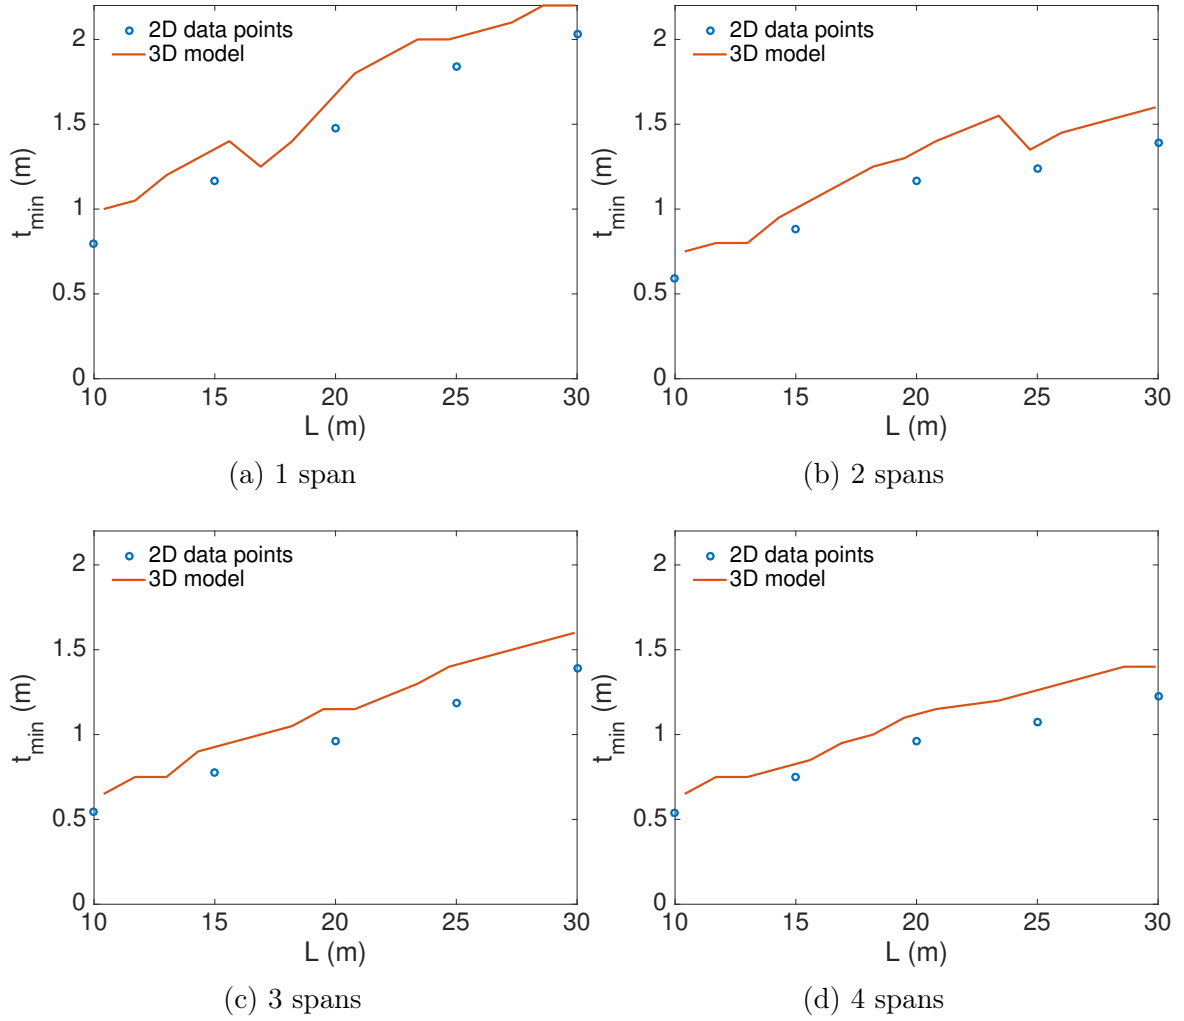 2D data points
3D model
2
1.5
1
0.5
0
10 15 20 25 30
t_min (m)
L (m)
(a) 1 span
2D data points
3D model
2
1.5
1
0.5
0
10 15 20 25 30
t_min (m)
L (m)
(b) 2 spans
2D data points
3D model
2
1.5
1
0.5
0
10 15 20 25 30
t_min (m)
L (m)
(c) 3 spans
2D data points
3D model
2
1.5
1
0.5
0
10 15 20 25 30
t_min (m)
L (m)
(d) 4 spans